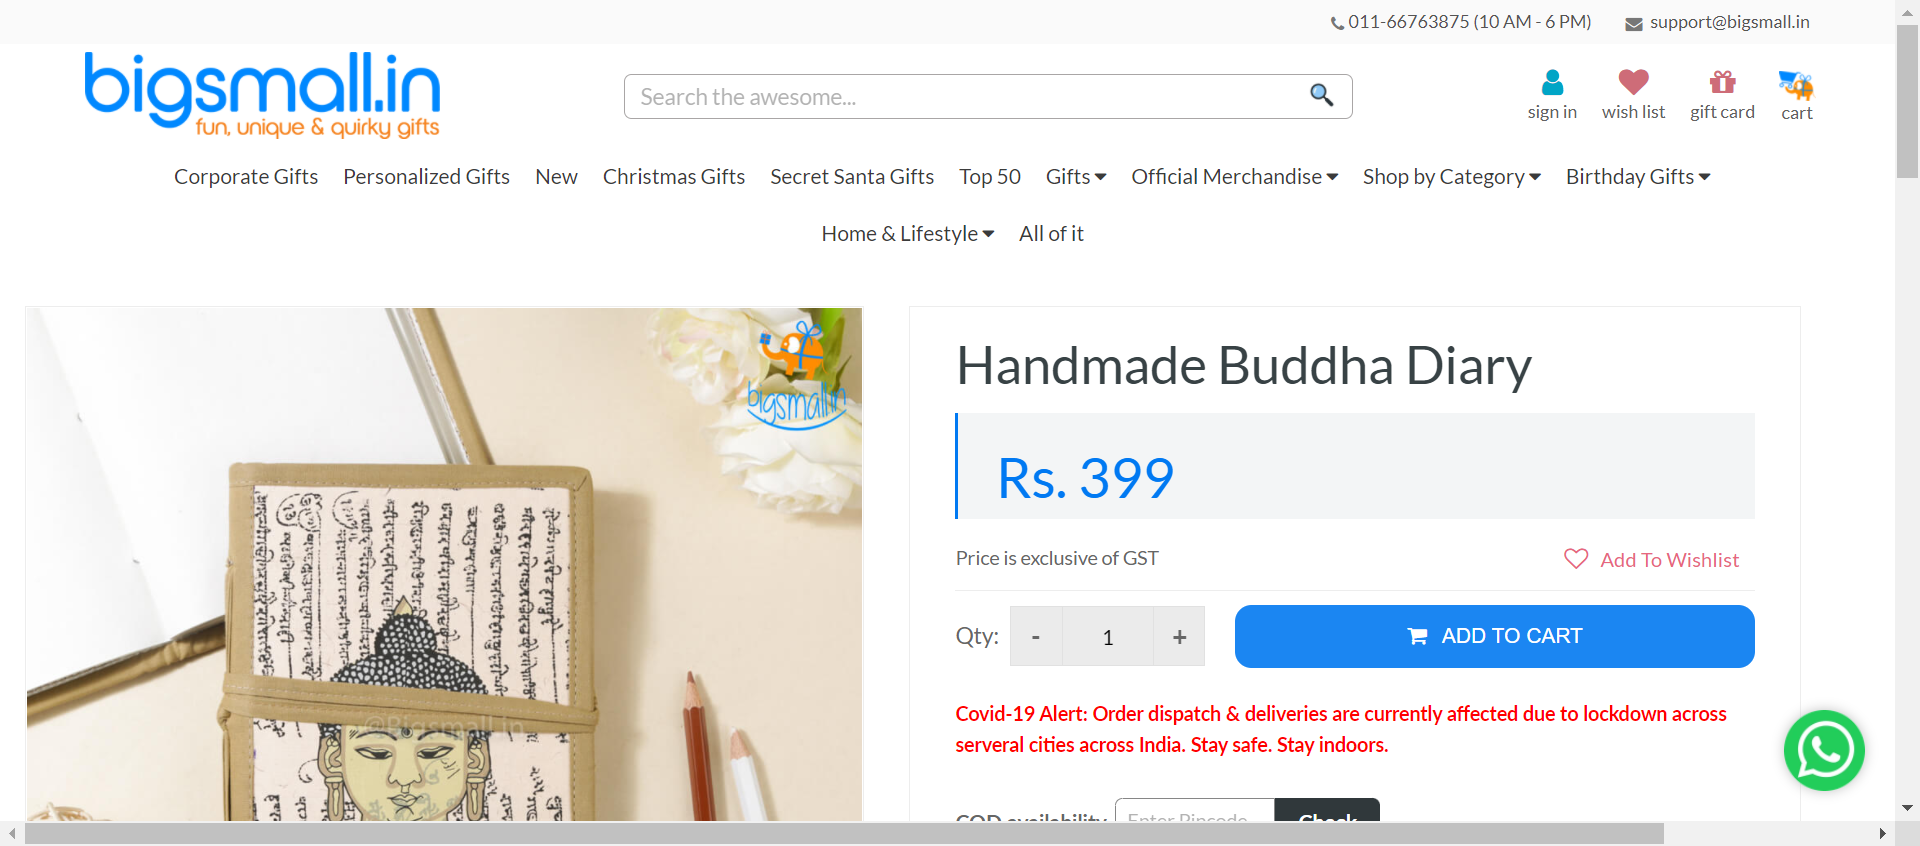 011-66763875 (10 AM - 6 PM) support@bigsmall.in
bigsmall.in
fun, unique & quirky gifts
Search the awesome...
sign in wish list gift card cart
Corporate Gifts Personalized Gifts New Christmas Gifts Secret Santa Gifts Top 50 Gifts Official Merchandise Shop by Category Birthday Gifts
Home & Lifestyle All of it
bigsmall.in
@Bigsmall.in
Handmade Buddha Diary
Rs. 399
Price is exclusive of GST Add To Wishlist
Qty: - 1 + ADD TO CART
Covid-19 Alert: Order dispatch & deliveries are currently affected due to lockdown across
serveral cities across India. Stay safe. Stay indoors.
COD availability Enter Pincode Check